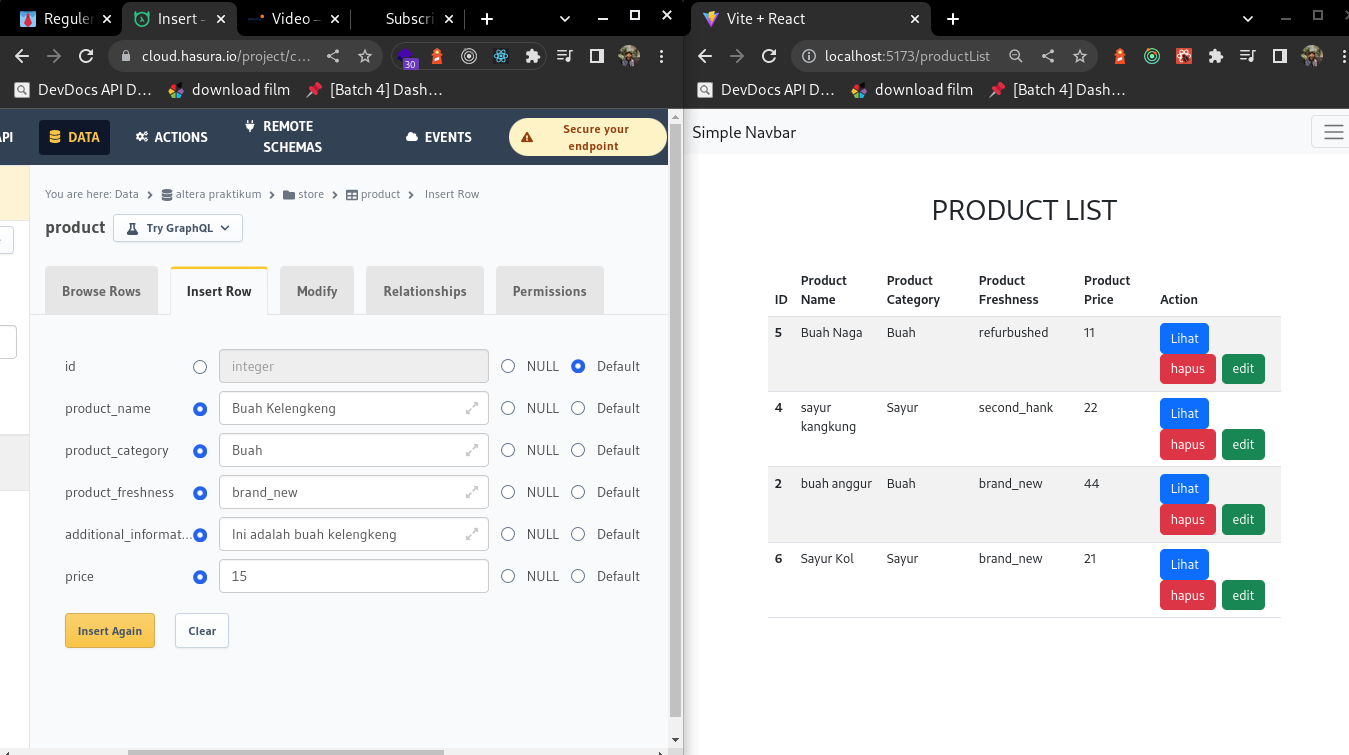 Reguler
Insert -
Video –
Subscri
cloud.hasura.io/project/c...
30
DevDocs API D...
download film
[Batch 4] Dash...
API
DATA
ACTIONS
REMOTE
SCHEMAS
EVENTS
Secure your
endpoint
You are here: Data
altera praktikum
store
product
Insert Row
product
Try GraphQL
Browse Rows
Insert Row
Modify
Relationships
Permissions
id
integer
NULL
Default
product_name
Buah Kelengkeng
NULL
Default
product_category
Buah
NULL
Default
product_freshness
brand_new
NULL
Default
additional_informat...
Ini adalah buah kelengkeng
NULL
Default
price
15
NULL
Default
Insert Again
Clear
Vite + React
localhost:5173/productList
DevDocs API D...
download film
[Batch 4] Dash...
Simple Navbar
PRODUCT LIST
ID
Product
Name
Product
Category
Product
Freshness
Product
Price
Action
5
Buah Naga
Buah
refurbushed
11
Lihat
hapus
edit
4
sayur
kangkung
Sayur
second_hank
22
Lihat
hapus
edit
2
buah anggur
Buah
brand_new
44
Lihat
hapus
edit
6
Sayur Kol
Sayur
brand_new
21
Lihat
hapus
edit